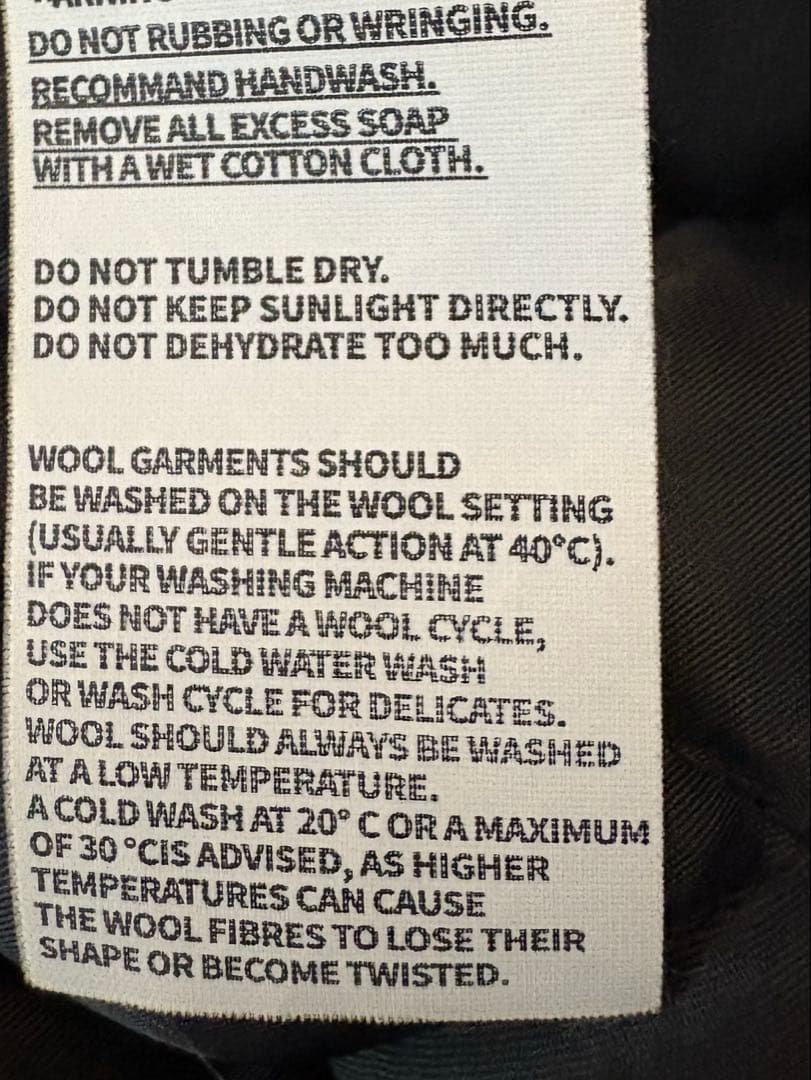 DO NOT RUBBING OR WRINGING.
RECOMMAND HANDWASH.
REMOVE ALL EXCESS SOAP
WITH A WET COTTON CLOTH.
DO NOT TUMBLE DRY.
DO NOT KEEP SUNLIGHT DIRECTLY.
DO NOT DEHYDRATE TOO MUCH.
WOOL GARMENTS SHOULD
BE WASHED ON THE WOOL SETTING
(USUALLY GENTLE ACTION AT 40°C).
IF YOUR WASHING MACHINE
DOES NOT HAVE A WOOL CYCLE,
USE THE COLD WATER WASH
OR WASH CYCLE FOR DELICATES.
WOOL SHOULD ALWAYS BE WASHED
AT A LOW TEMPERATURE.
A COLD WASH AT 20° C OR A MAXIMUM
OF 30 °CIS ADVISED, AS HIGHER
TEMPERATURES CAN CAUSE
THE WOOL FIBRES TO LOSE THEIR
SHAPE OR BECOME TWISTED.